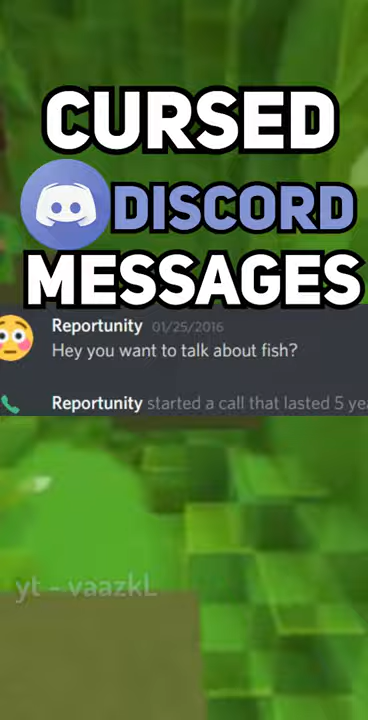 CURSED
DISCORD
MESSAGES
Reportunity 01/25/2016
Hey you want to talk about fish?
Reportunity started a call that lasted 5
yt - vaazkL